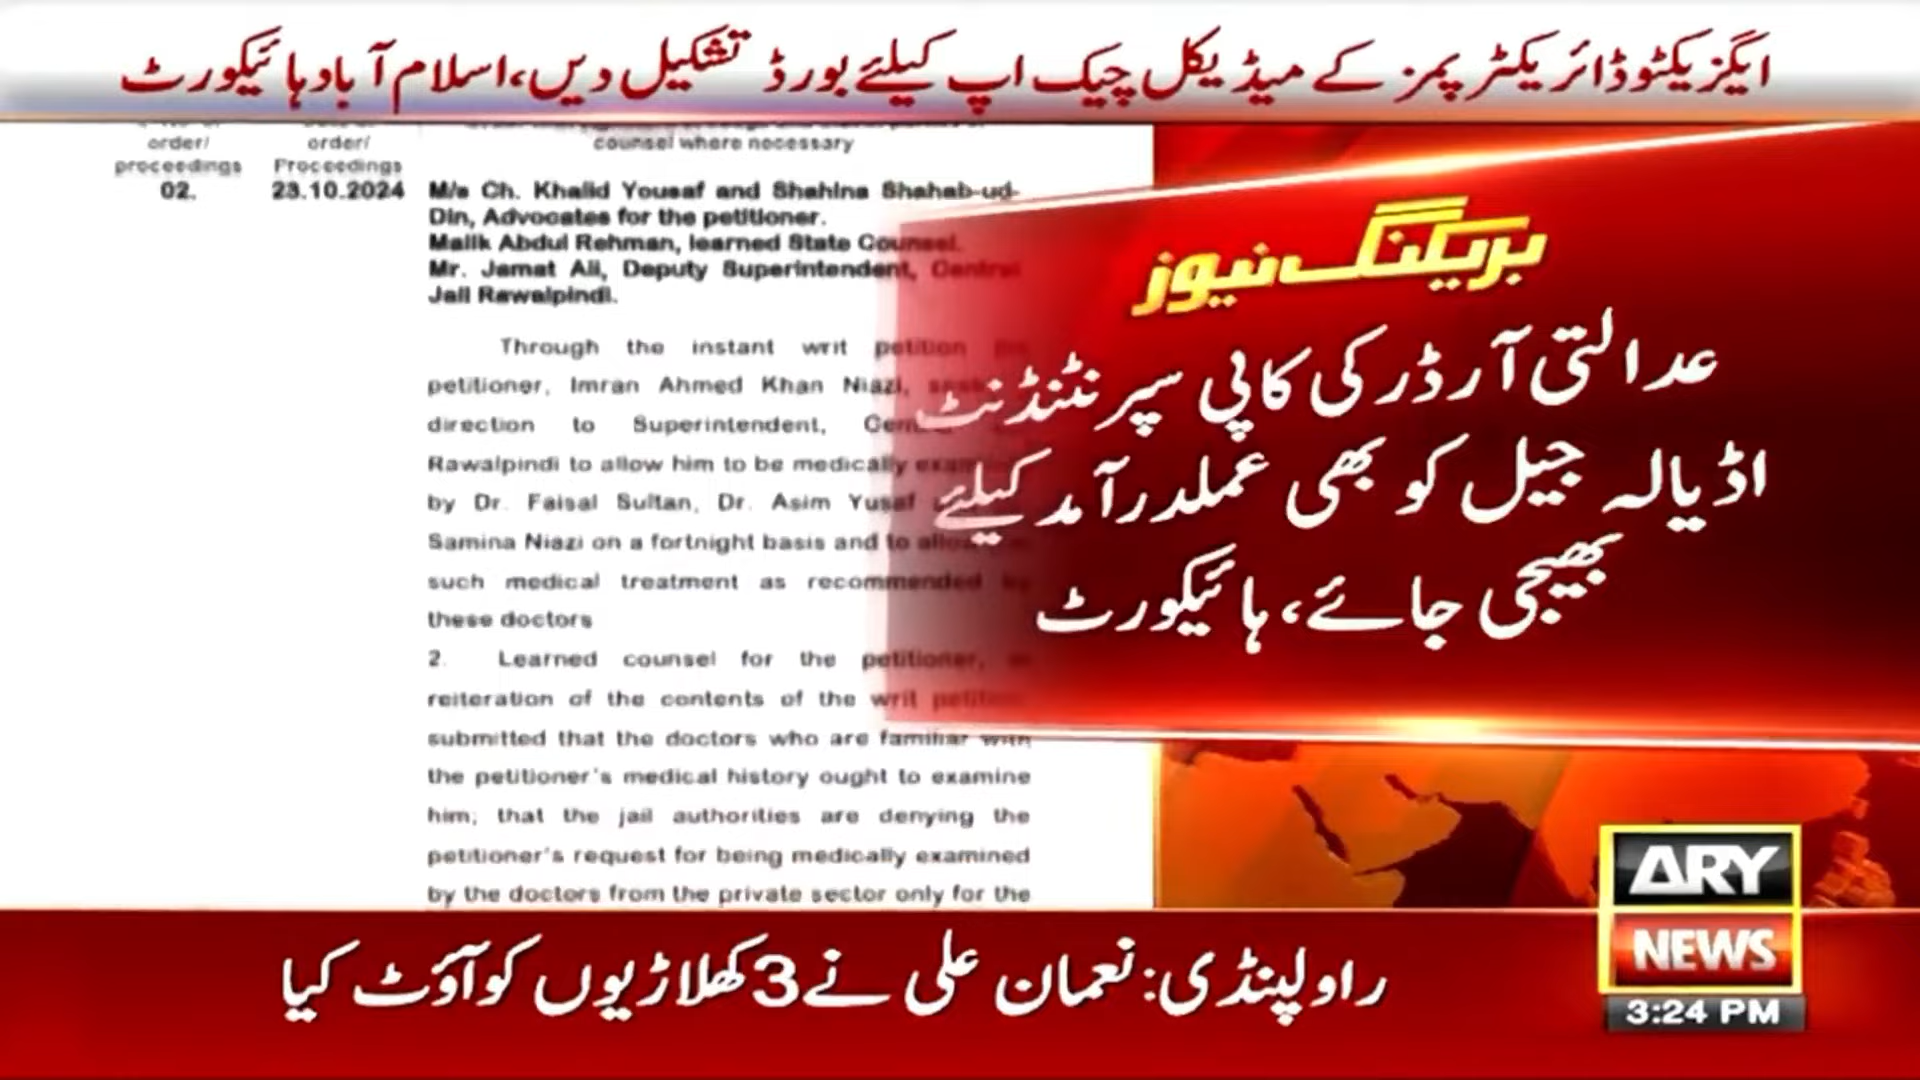 ایگزیکٹو ڈائریکٹر پمز کے میڈیکل چیک اپ کیلئے بورڈ تشکیل دیں، اسلام آباد ہائیکورٹ
order/
proceedings
order/
Proceedings
counsel where necessary
02.
23.10.2024
M/s Ch. Khalid Yousaf and Shahina Shahab-ud-
Din, Advocates for the petitioner.
Malik Abdul Rehman, learned State Counsel.
Mr. Jamat Ali, Deputy Superintendent, Central
Jail Rawalpindi.
Through the instant writ petition
petitioner, Imran Ahmed Khan Niazi,
direction to Superintendent,
Rawalpindi to allow him to be medically
by Dr. Faisal Sultan, Dr. Asim Yusaf
Samina Niazi on a fortnight basis and to
such medical treatment as recommended
these doctors
2. Learned counsel for the petitioner,
reiteration of the contents of the writ
submitted that the doctors who are familiar with
the petitioner's medical history ought to examine
him; that the jail authorities are denying the
petitioner's request for being medically examined
by the doctors from the private sector only for the
بریکنگ نیوز
عدالتی آرڈر کی کاپی سپرنٹنڈنٹ
اڈیالہ جیل کو بھی عملدرآمد کیلئے
بھیجی جائے، ہائیکورٹ
ARY
NEWS
3:24 PM
راولپنڈی: نعمان علی نے 3 کھلاڑیوں کو آؤٹ کیا